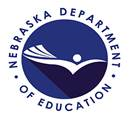 NEBRASKA DEPARTMENT
OF EDUCATION